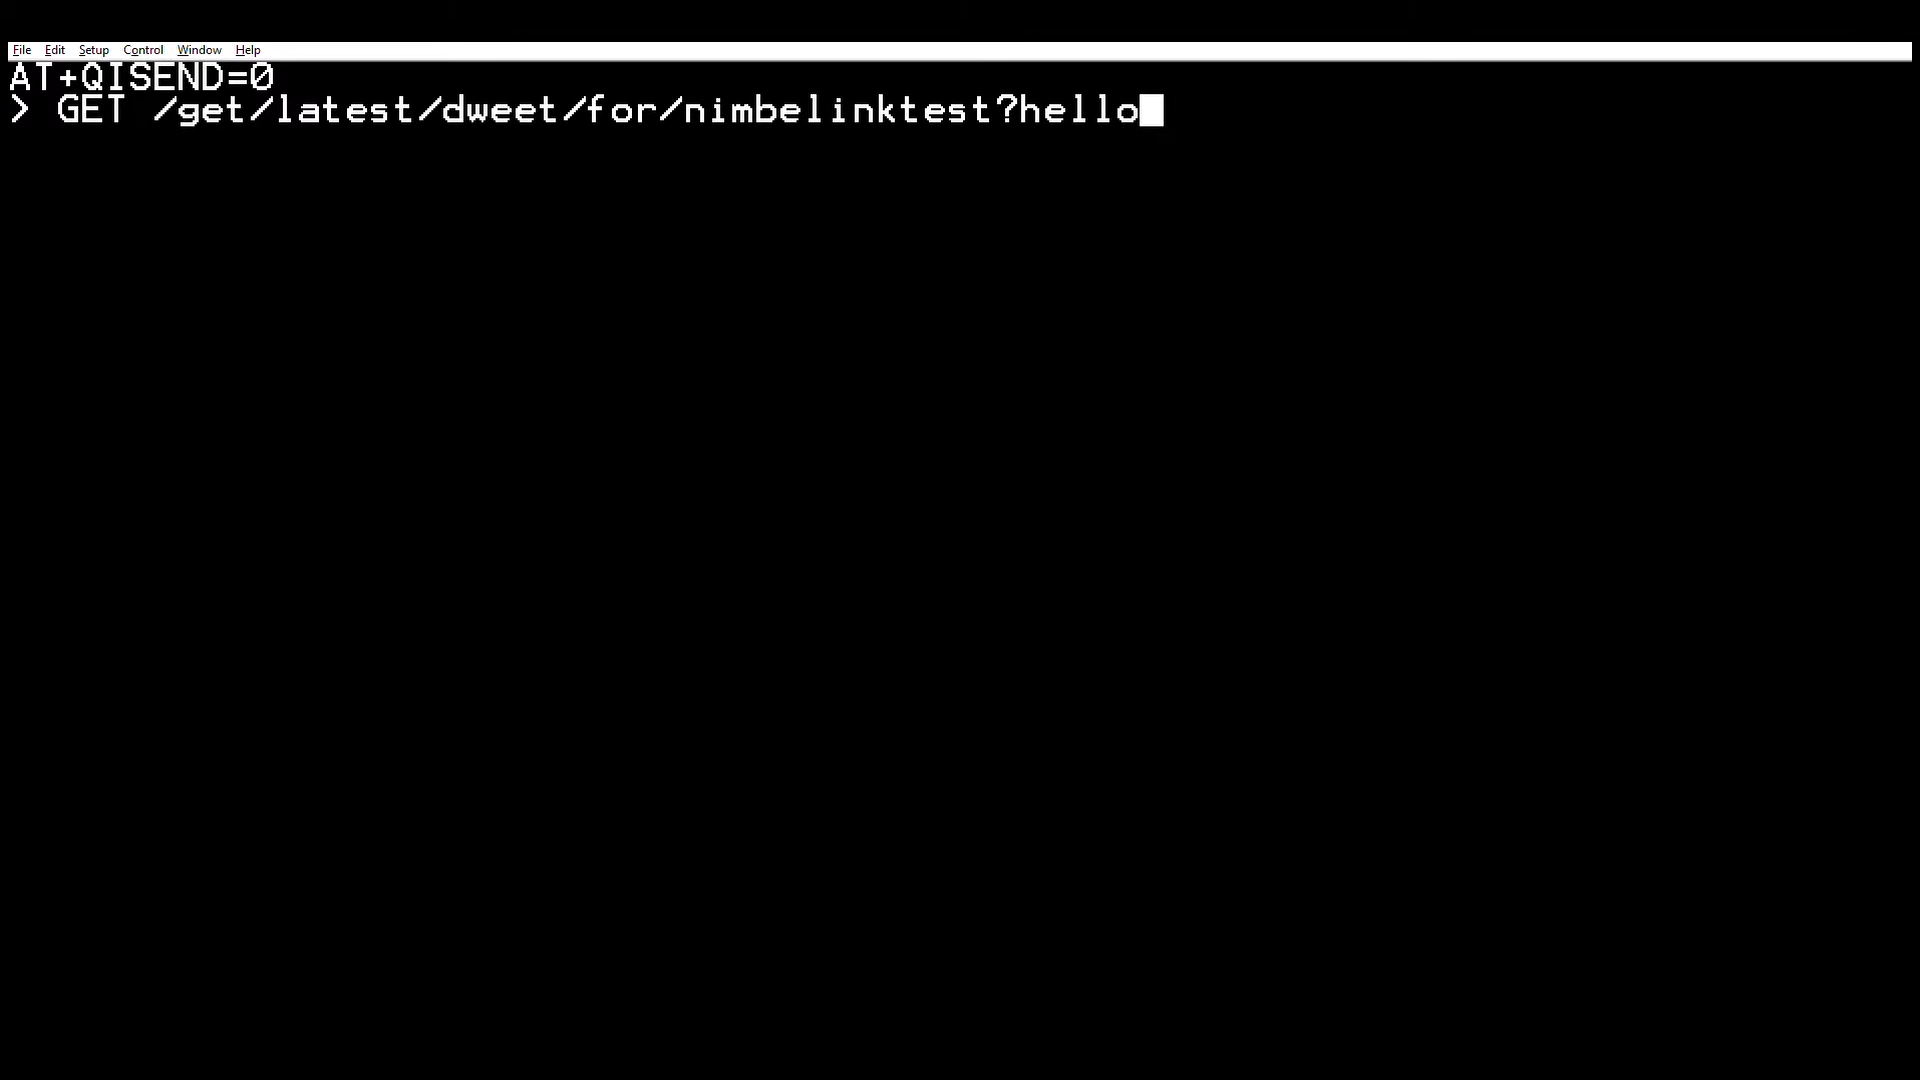 File Edit Setup Control Window Help
AT+QISEND=0
> GET /get/latest/dweet/for/nimbelinktest?hello